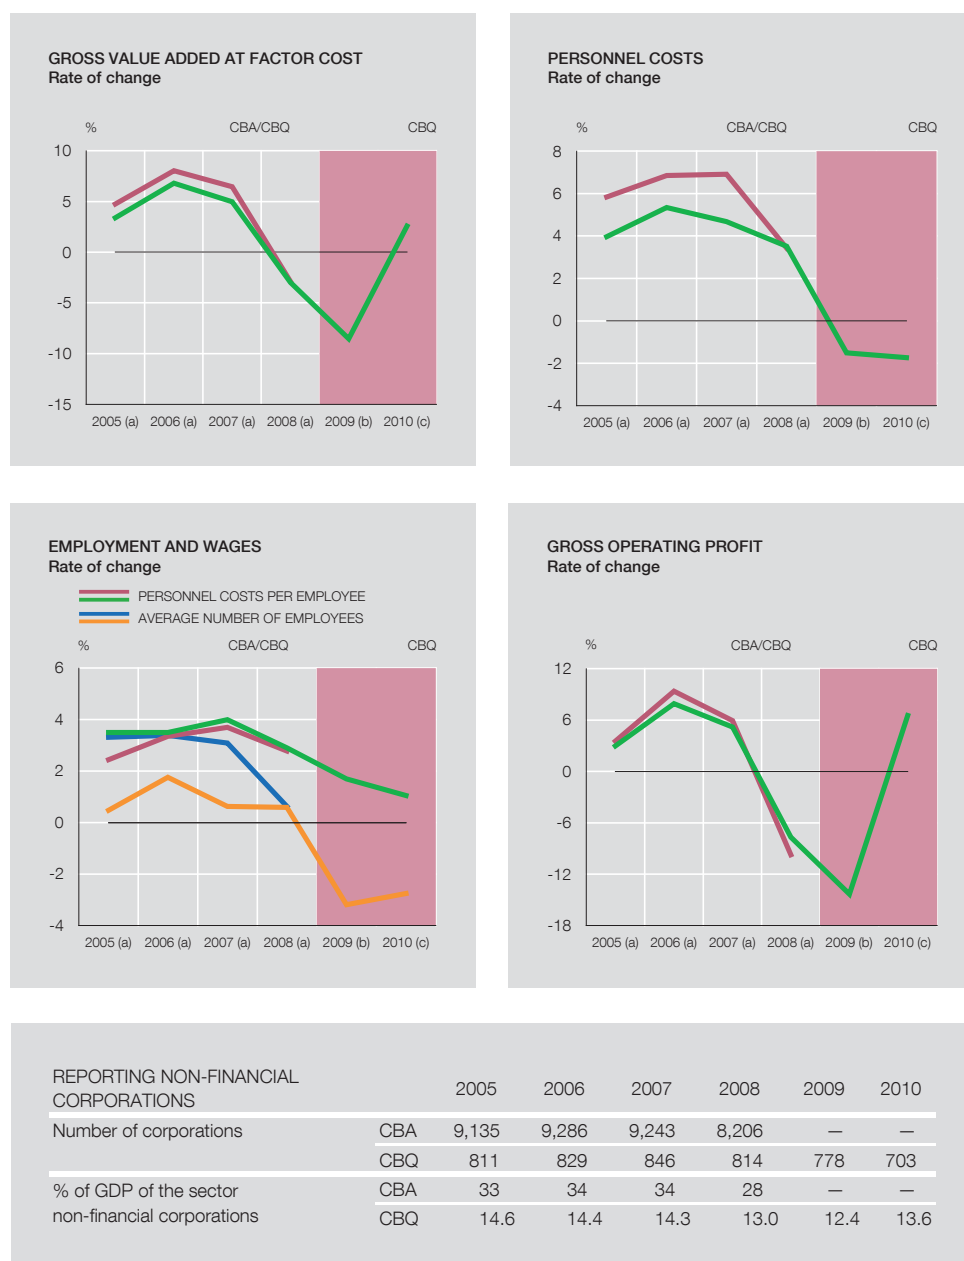 GROSS VALUE ADDED AT FACTOR COST
Rate of change
% CBA/CBQ CBQ
10
5
0
-5
-10
-15
2005 (a) 2006 (a) 2007 (a) 2008 (a) 2009 (b) 2010 (c)
PERSONNEL COSTS
Rate of change
% CBA/CBQ CBQ
8
6
4
2
0
-2
-4
2005 (a) 2006 (a) 2007 (a) 2008 (a) 2009 (b) 2010 (c)
EMPLOYMENT AND WAGES
Rate of change
PERSONNEL COSTS PER EMPLOYEE
AVERAGE NUMBER OF EMPLOYEES
% CBA/CBQ CBQ
6
4
2
0
-2
-4
2005 (a) 2006 (a) 2007 (a) 2008 (a) 2009 (b) 2010 (c)
GROSS OPERATING PROFIT
Rate of change
% CBA/CBQ CBQ
12
6
0
-6
-12
-18
2005 (a) 2006 (a) 2007 (a) 2008 (a) 2009 (b) 2010 (c)
REPORTING NON-FINANCIAL
CORPORATIONS 2005 2006 2007 2008 2009 2010
Number of corporations CBA 9,135 9,286 9,243 8,206 — —
CBQ 811 829 846 814 778 703
% of GDP of the sector CBA 33 34 34 28 — —
non-financial corporations CBQ 14.6 14.4 14.3 13.0 12.4 13.6